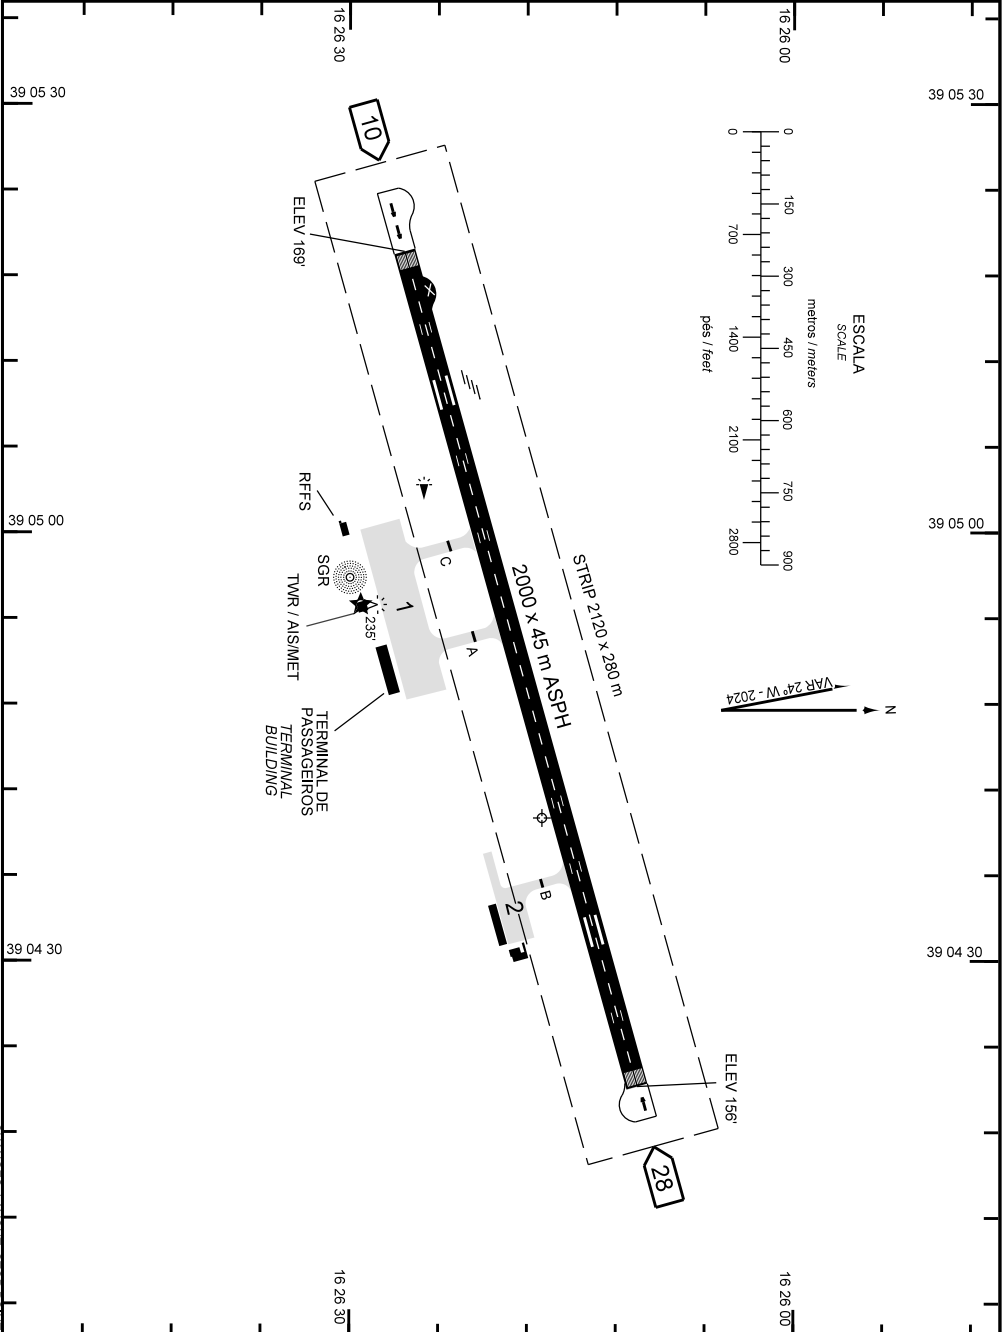 16 26 30
16 26 00
39 05 30
39 05 30
10
ELEV 169'
X
0 150 300 450 600 750 900
metros / meters
ESCALA
SCALE
0 700 1400 2100 2800
pés / feet
39 05 00
39 05 00
RFFS
SGR
TWR / AIS/MET
235'
1
C
A
2000 x 45 m ASPH
STRIP 2120 x 280 m
VAR 24° W - 2024
N
TERMINAL DE
PASSAGEIROS
TERMINAL
BUILDING
B
2
39 04 30
39 04 30
ELEV 156'
28
16 26 30
16 26 00